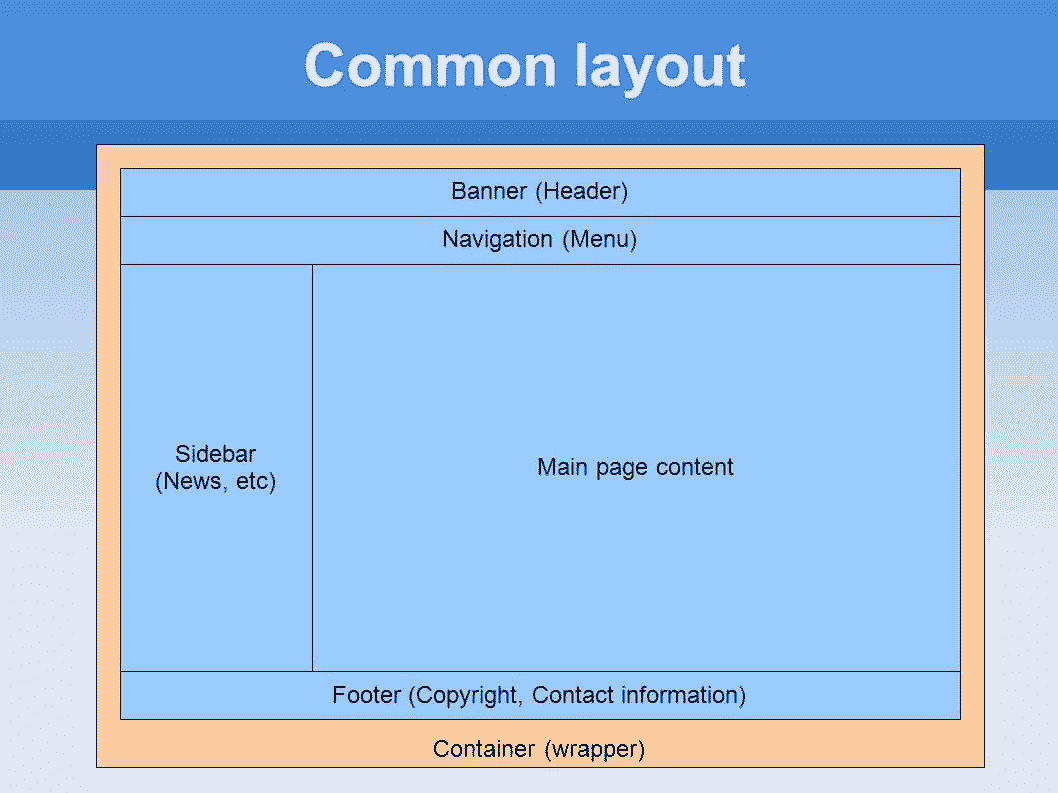 Common layout
Banner (Header)
Navigation (Menu)
Sidebar
(News, etc)
Main page content
Footer (Copyright, Contact information)
Container (wrapper)